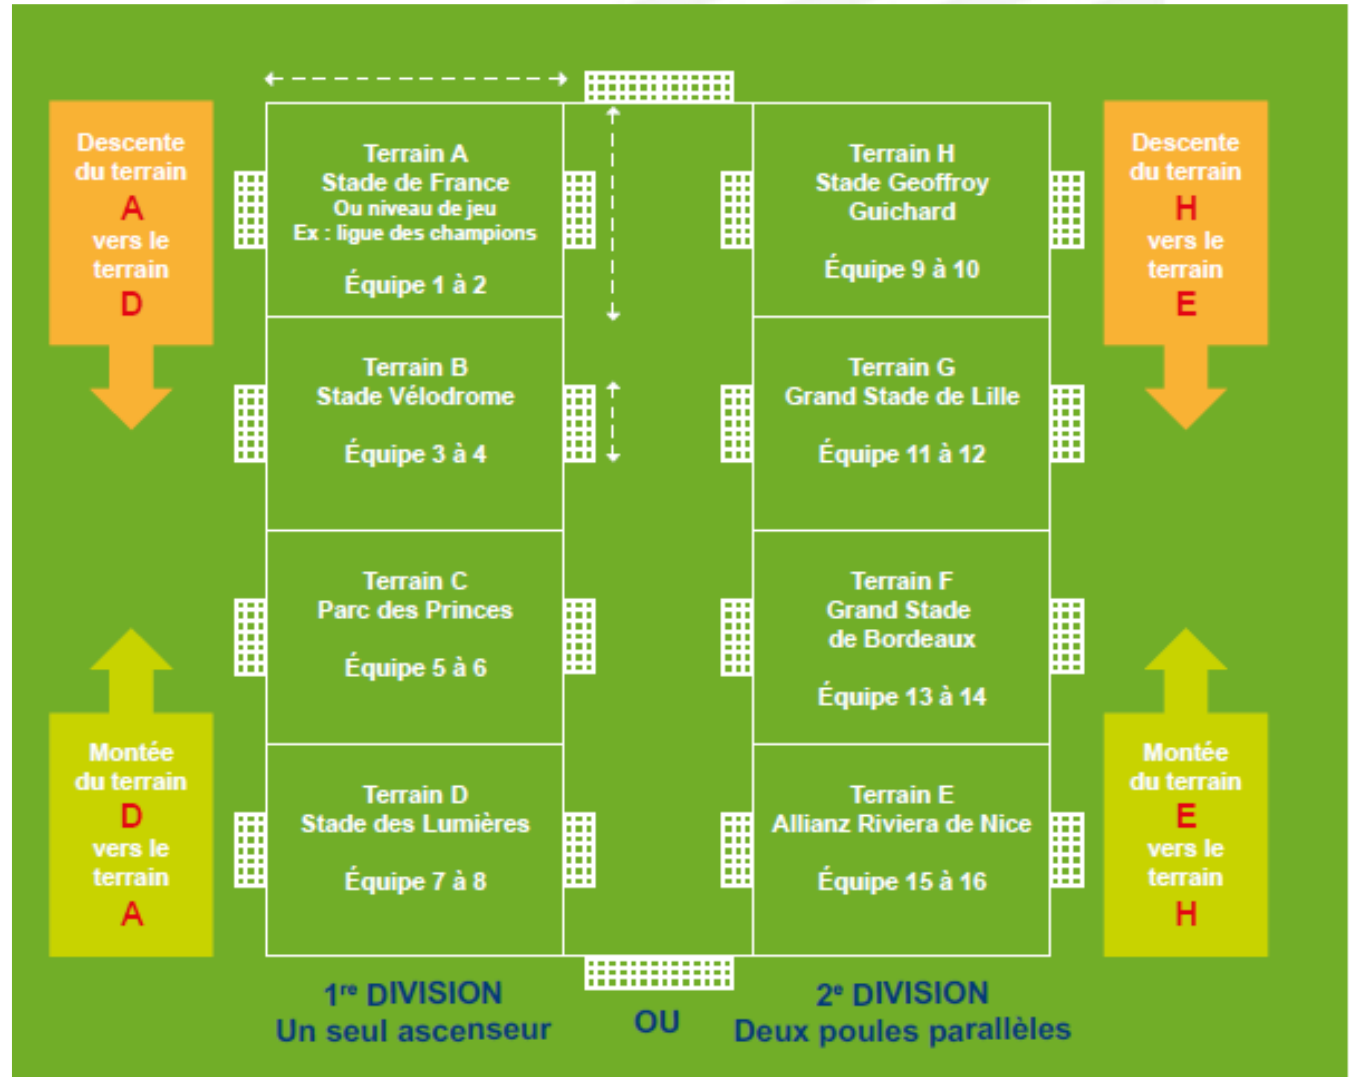 Descente
du terrain
A
vers le
terrain
D
Montée
du terrain
D
vers le
terrain
A
Terrain A
Stade de France
Ou niveau de jeu
Ex : ligue des champions
Équipe 1 à 2
Terrain B
Stade Vélodrome
Équipe 3 à 4
Terrain C
Parc des Princes
Équipe 5 à 6
Terrain D
Stade des Lumières
Équipe 7 à 8
Terrain H
Stade Geoffroy
Guichard
Équipe 9 à 10
Terrain G
Grand Stade de Lille
Équipe 11 à 12
Terrain F
Grand Stade
de Bordeaux
Équipe 13 à 14
Terrain E
Allianz Riviera de Nice
Équipe 15 à 16
Descente
du terrain
H
vers le
terrain
E
Montée
du terrain
E
vers le
terrain
H
1re DIVISION
Un seul ascenseur
OU
2e DIVISION
Deux poules parallèles